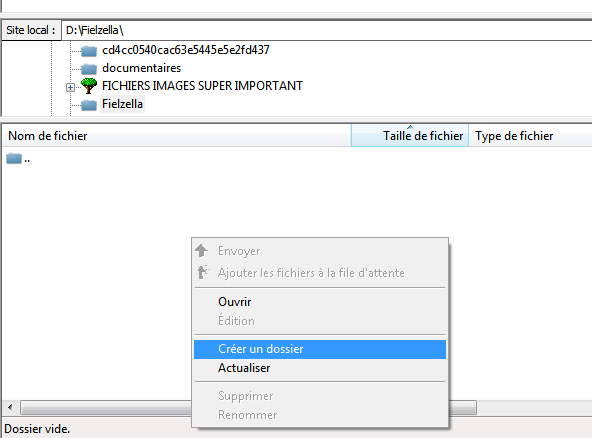 Site local : D:\Fielzella\
cd4cc0540cac63e5445e5e2fd437
documentaires
FICHIERS IMAGES SUPER IMPORTANT
Fielzella
Nom de fichier Taille de fichier Type de fichier
..
Envoyer
Ajouter les fichiers à la file d'attente
Ouvrir
Édition
Créer un dossier
Actualiser
Supprimer
Renommer
Dossier vide.